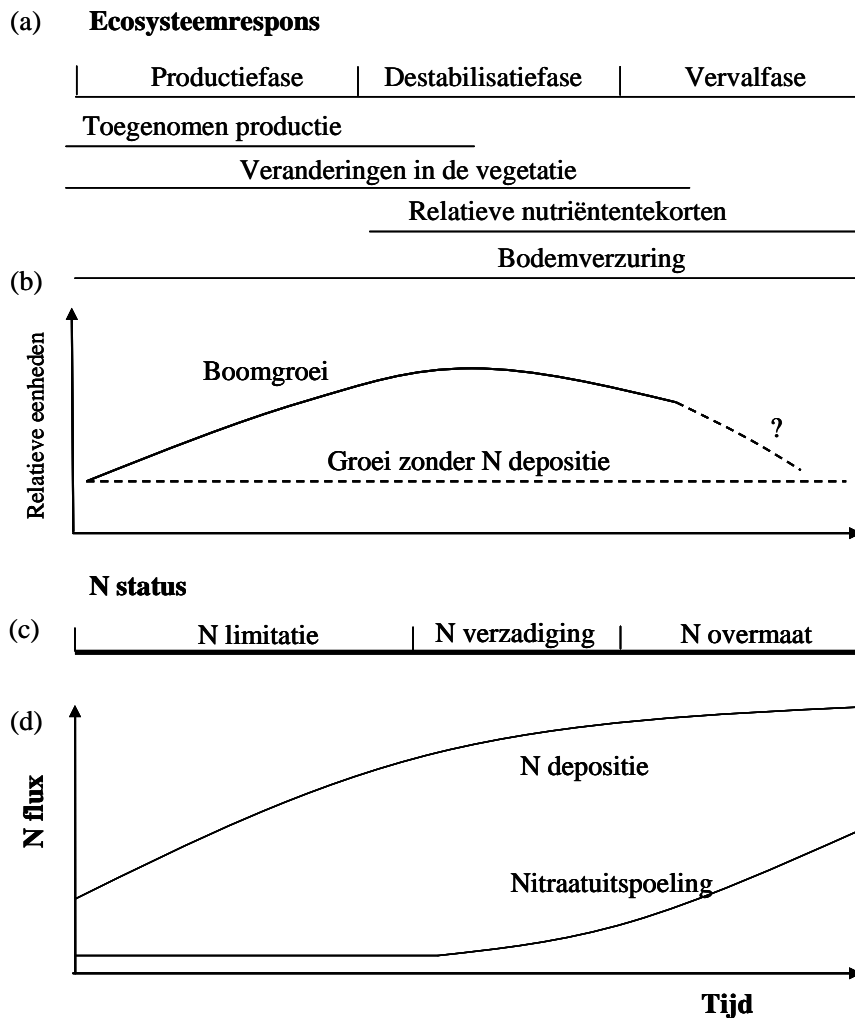 (a) Ecosysteemrespons
Productiefase Destabilisatiefase Vervalfase
Toegenomen productie
Veranderingen in de vegetatie
Relatieve nutriëntentekorten
Bodemverzuring
(b)
Relatieve eenheden
Boomgroei
?
Groei zonder N depositie
N status
(c) N limitatie N verzadiging N overmaat
(d)
N flux
N depositie
Nitraatuitspoeling
Tijd